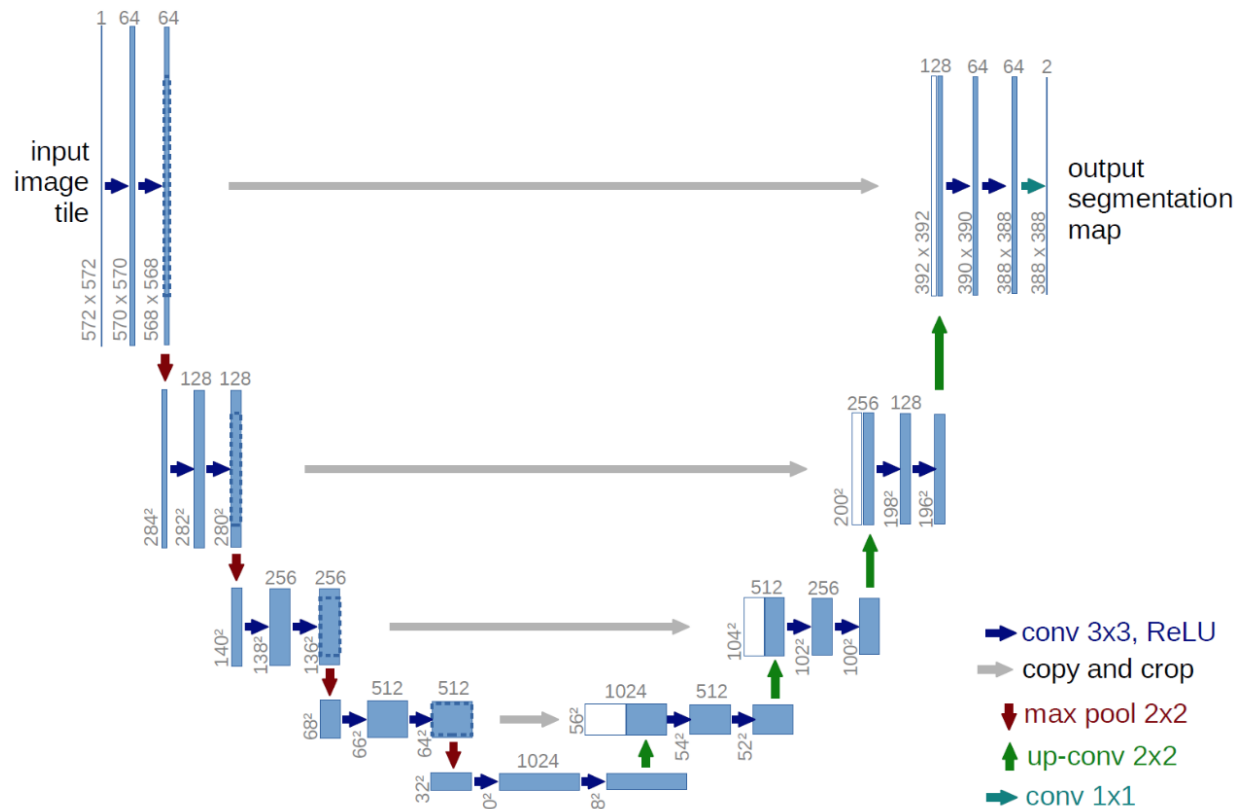 1 64 64
input
image
tile
572 x 572
570 x 570
568 x 568
128 64 64 2
output
segmentation
map
392 x 392
390 x 390
388 x 388
388 x 388
128 128
284²
282²
280²
256 128
200²
198²
196²
256 256
140²
138²
136²
512 256
104²
102²
100²
512 512
68²
66²
64²
1024 512
56²
54²
52²
1024
32²
0²
8²
conv 3x3, ReLU
copy and crop
max pool 2x2
up-conv 2x2
conv 1x1